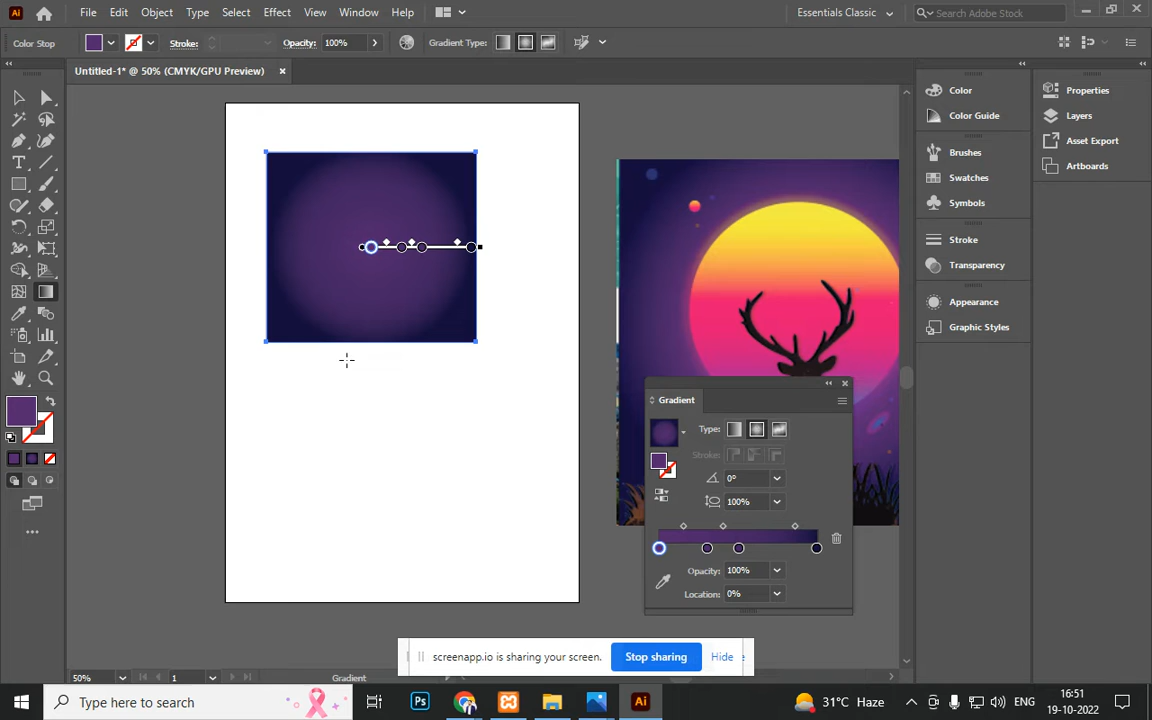 Ai File Edit Object Type Select Effect View Window Help Essentials Classic Search Adobe Stock
Color Stop Stroke: Opacity: 100% Gradient Type:
Untitled-1* @ 50% (CMYK/GPU Preview)
Color
Color Guide
Brushes
Swatches
Symbols
Stroke
Transparency
Appearance
Graphic Styles
Properties
Layers
Asset Export
Artboards
Gradient
Type:
Stroke:
0°
100%
Opacity: 100%
Location: 0%
screenapp.io is sharing your screen. Stop sharing Hide
50% 1 Gradient
Type here to search Ps Ai 31°C Haze ENG 16:51
19-10-2022